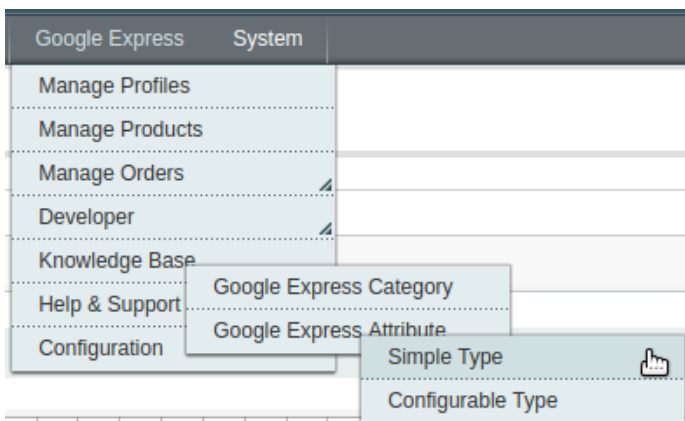 Google Express System
Manage Profiles
Manage Products
Manage Orders
Developer
Knowledge Base
Help & Support
Configuration
Google Express Category
Google Express Attribute
Simple Type
Configurable Type